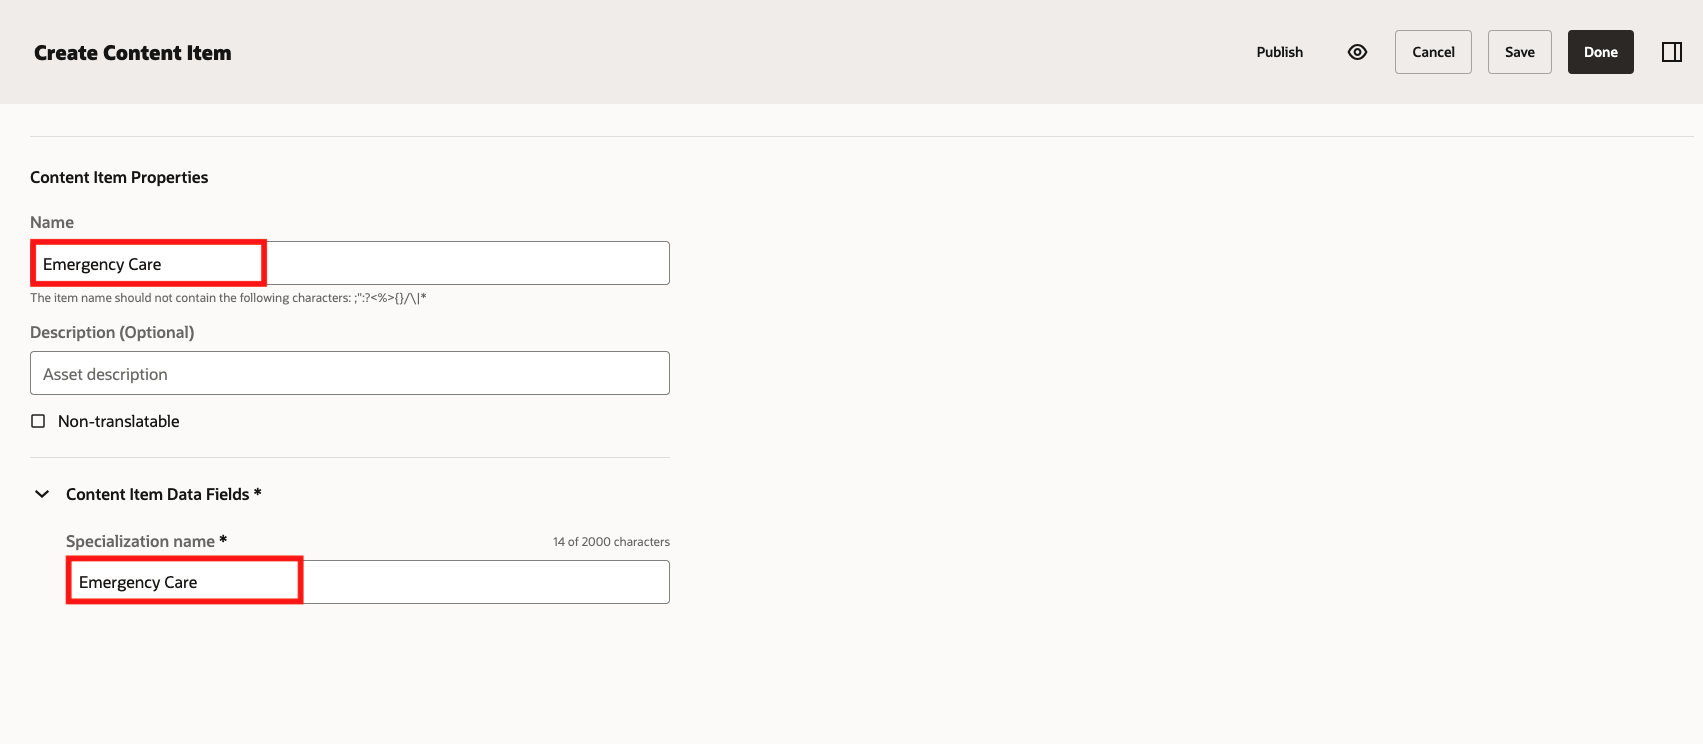 Create Content Item
Publish
Cancel
Save
Done
Content Item Properties
Name
Emergency Care
The item name should not contain the following characters: ;":?<%>{}/\|*
Description (Optional)
Asset description
Non-translatable
Content Item Data Fields *
Specialization name *
14 of 2000 characters
Emergency Care